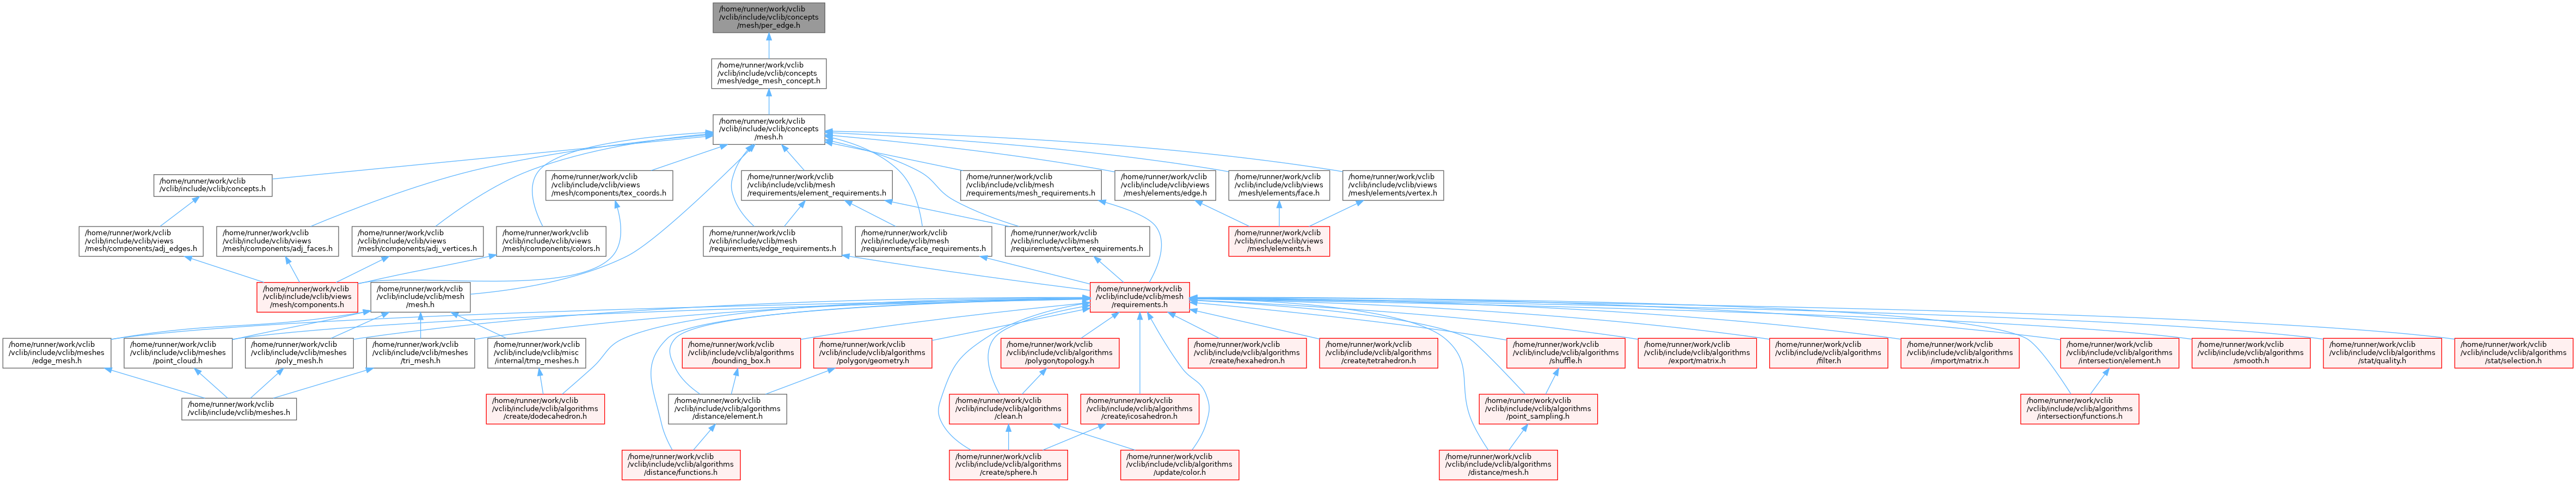 /home/runner/work/vclib
/vclib/include/vclib/concepts
/mesh/per_edge.h
/home/runner/work/vclib
/vclib/include/vclib/concepts
/mesh/edge_mesh_concept.h
/home/runner/work/vclib
/vclib/include/vclib/concepts
/mesh.h
/home/runner/work/vclib
/vclib/include/vclib/concepts.h
/home/runner/work/vclib
/vclib/include/vclib/views
/mesh/components/tex_coords.h
/home/runner/work/vclib
/vclib/include/vclib/mesh
/requirements/element_requirements.h
/home/runner/work/vclib
/vclib/include/vclib/mesh
/requirements/mesh_requirements.h
/home/runner/work/vclib
/vclib/include/vclib/views
/mesh/elements/edge.h
/home/runner/work/vclib
/vclib/include/vclib/views
/mesh/elements/face.h
/home/runner/work/vclib
/vclib/include/vclib/views
/mesh/elements/vertex.h
/home/runner/work/vclib
/vclib/include/vclib/views
/mesh/components/adj_edges.h
/home/runner/work/vclib
/vclib/include/vclib/views
/mesh/components/adj_faces.h
/home/runner/work/vclib
/vclib/include/vclib/views
/mesh/components/adj_vertices.h
/home/runner/work/vclib
/vclib/include/vclib/views
/mesh/components/colors.h
/home/runner/work/vclib
/vclib/include/vclib/mesh
/requirements/edge_requirements.h
/home/runner/work/vclib
/vclib/include/vclib/mesh
/requirements/face_requirements.h
/home/runner/work/vclib
/vclib/include/vclib/mesh
/requirements/vertex_requirements.h
/home/runner/work/vclib
/vclib/include/vclib/views
/mesh/elements.h
/home/runner/work/vclib
/vclib/include/vclib/views
/mesh/components.h
/home/runner/work/vclib
/vclib/include/vclib/mesh
/mesh.h
/home/runner/work/vclib
/vclib/include/vclib/mesh
/requirements.h
/home/runner/work/vclib
/vclib/include/vclib/meshes
/edge_mesh.h
/home/runner/work/vclib
/vclib/include/vclib/meshes
/point_cloud.h
/home/runner/work/vclib
/vclib/include/vclib/meshes
/poly_mesh.h
/home/runner/work/vclib
/vclib/include/vclib/meshes
/tri_mesh.h
/home/runner/work/vclib
/vclib/include/vclib/misc
/internal/tmp_meshes.h
/home/runner/work/vclib
/vclib/include/vclib/algorithms
/bounding_box.h
/home/runner/work/vclib
/vclib/include/vclib/algorithms
/polygon/geometry.h
/home/runner/work/vclib
/vclib/include/vclib/algorithms
/polygon/topology.h
/home/runner/work/vclib
/vclib/include/vclib/algorithms
/create/hexahedron.h
/home/runner/work/vclib
/vclib/include/vclib/algorithms
/create/tetrahedron.h
/home/runner/work/vclib
/vclib/include/vclib/algorithms
/shuffle.h
/home/runner/work/vclib
/vclib/include/vclib/algorithms
/export/matrix.h
/home/runner/work/vclib
/vclib/include/vclib/algorithms
/filter.h
/home/runner/work/vclib
/vclib/include/vclib/algorithms
/import/matrix.h
/home/runner/work/vclib
/vclib/include/vclib/algorithms
/intersection/element.h
/home/runner/work/vclib
/vclib/include/vclib/algorithms
/smooth.h
/home/runner/work/vclib
/vclib/include/vclib/algorithms
/stat/quality.h
/home/runner/work/vclib
/vclib/include/vclib/algorithms
/stat/selection.h
/home/runner/work/vclib
/vclib/include/vclib/meshes.h
/home/runner/work/vclib
/vclib/include/vclib/algorithms
/create/dodecahedron.h
/home/runner/work/vclib
/vclib/include/vclib/algorithms
/distance/element.h
/home/runner/work/vclib
/vclib/include/vclib/algorithms
/clean.h
/home/runner/work/vclib
/vclib/include/vclib/algorithms
/create/icosahedron.h
/home/runner/work/vclib
/vclib/include/vclib/algorithms
/point_sampling.h
/home/runner/work/vclib
/vclib/include/vclib/algorithms
/intersection/functions.h
/home/runner/work/vclib
/vclib/include/vclib/algorithms
/distance/functions.h
/home/runner/work/vclib
/vclib/include/vclib/algorithms
/create/sphere.h
/home/runner/work/vclib
/vclib/include/vclib/algorithms
/update/color.h
/home/runner/work/vclib
/vclib/include/vclib/algorithms
/distance/mesh.h